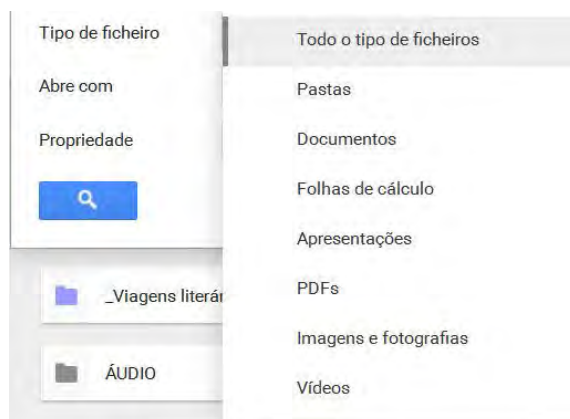 Tipo de ficheiro
Abre com
Propriedade
_Viagens literár
ÁUDIO
Todo o tipo de ficheiros
Pastas
Documentos
Folhas de cálculo
Apresentações
PDFs
Imagens e fotografias
Vídeos